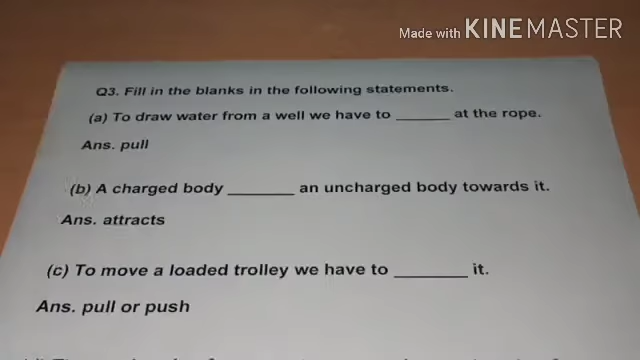 Made with KINEMASTER
Q3. Fill in the blanks in the following statements.
(a) To draw water from a well we have to ______ at the rope.
Ans. pull
(b) A charged body ________ an uncharged body towards it.
Ans. attracts
(c) To move a loaded trolley we have to _________ it.
Ans. pull or push